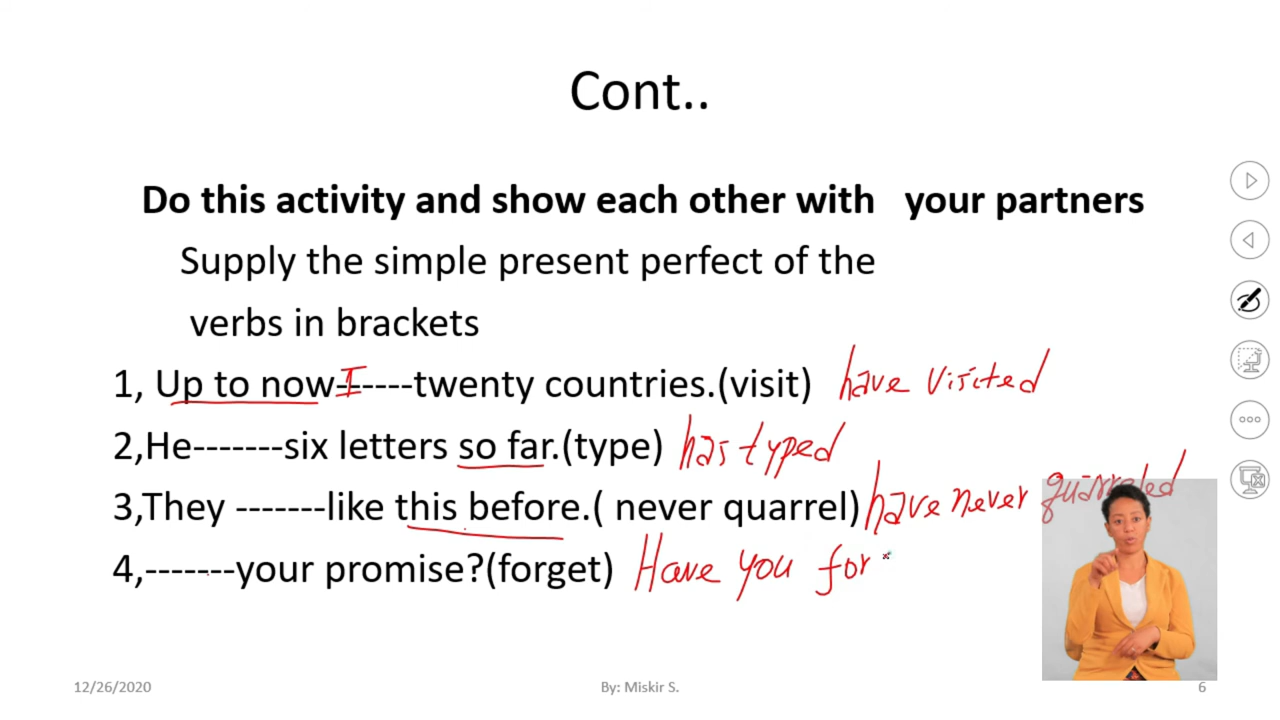 Cont..
Do this activity and show each other with your partners
Supply the simple present perfect of the
verbs in brackets
1, Up to now-I-----twenty countries.(visit) have visited
2,He-------six letters so far.(type) has typed
3,They -------like this before.( never quarrel) have never quarreled
4,-------your promise?(forget) Have you for
12/26/2020 By: Miskir S. 6